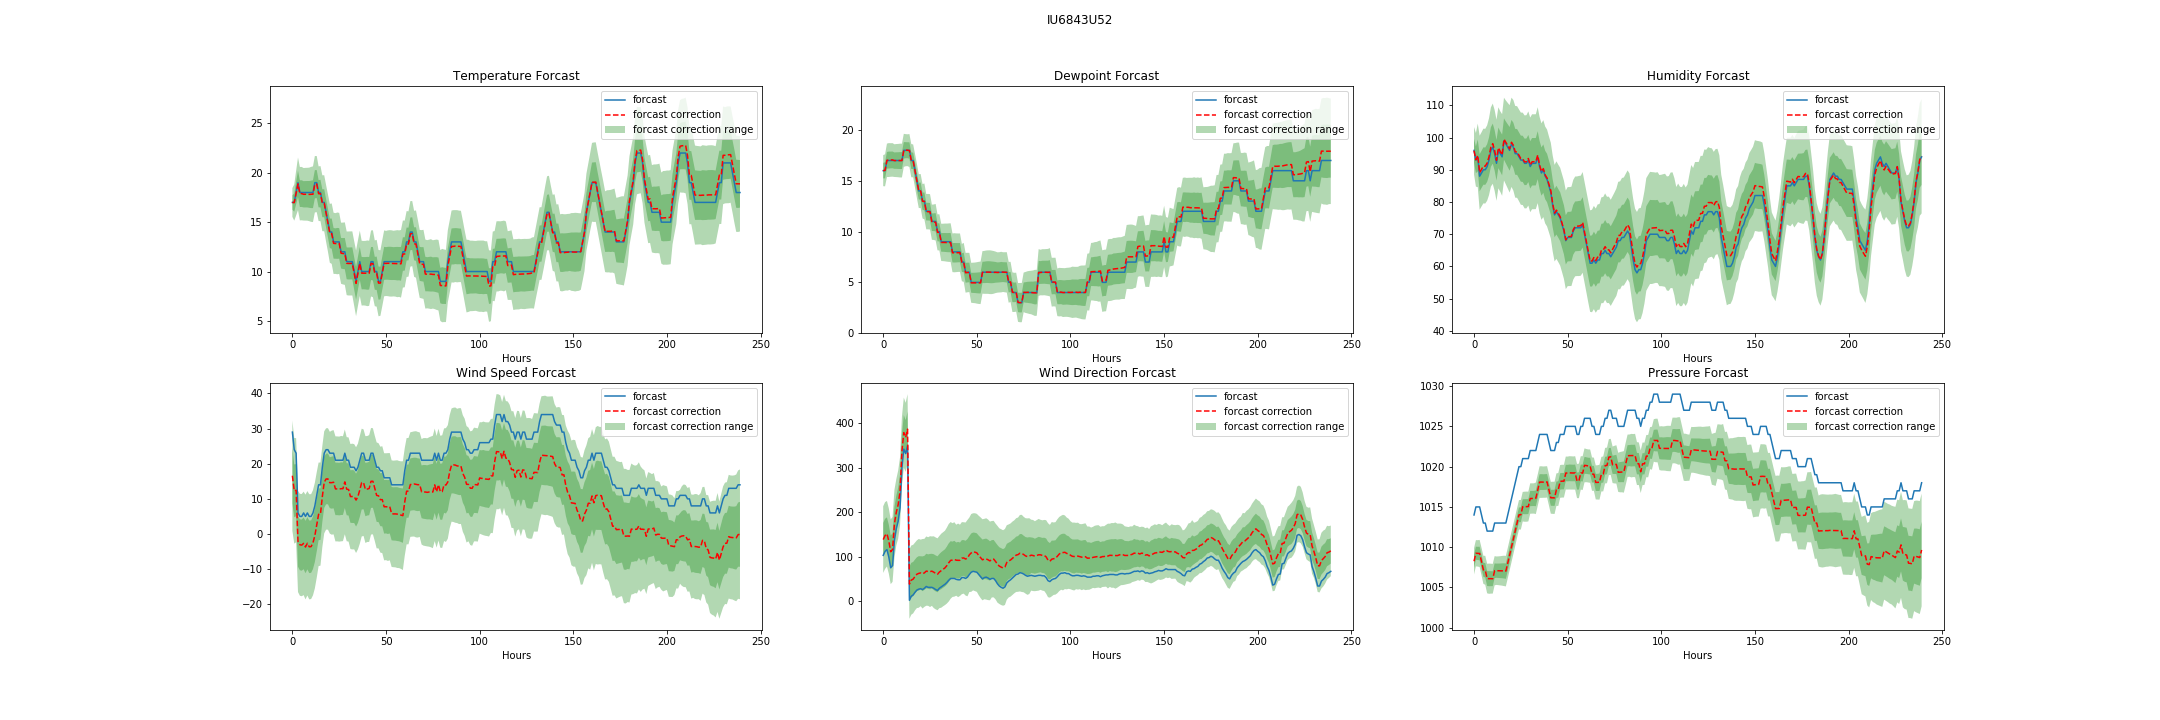 IU6843U52
Temperature Forcast
forcast
forcast correction
forcast correction range
25
20
15
10
5
0 50 100 150 200 250
Hours
Dewpoint Forcast
forcast
forcast correction
forcast correction range
20
15
10
5
0
0 50 100 150 200 250
Hours
Humidity Forcast
forcast
forcast correction
forcast correction range
110
100
90
80
70
60
50
40
0 50 100 150 200 250
Hours
Wind Speed Forcast
forcast
forcast correction
forcast correction range
40
30
20
10
0
−10
−20
0 50 100 150 200 250
Hours
Wind Direction Forcast
forcast
forcast correction
forcast correction range
400
300
200
100
0
0 50 100 150 200 250
Hours
Pressure Forcast
forcast
forcast correction
forcast correction range
1030
1025
1020
1015
1010
1005
1000
0 50 100 150 200 250
Hours